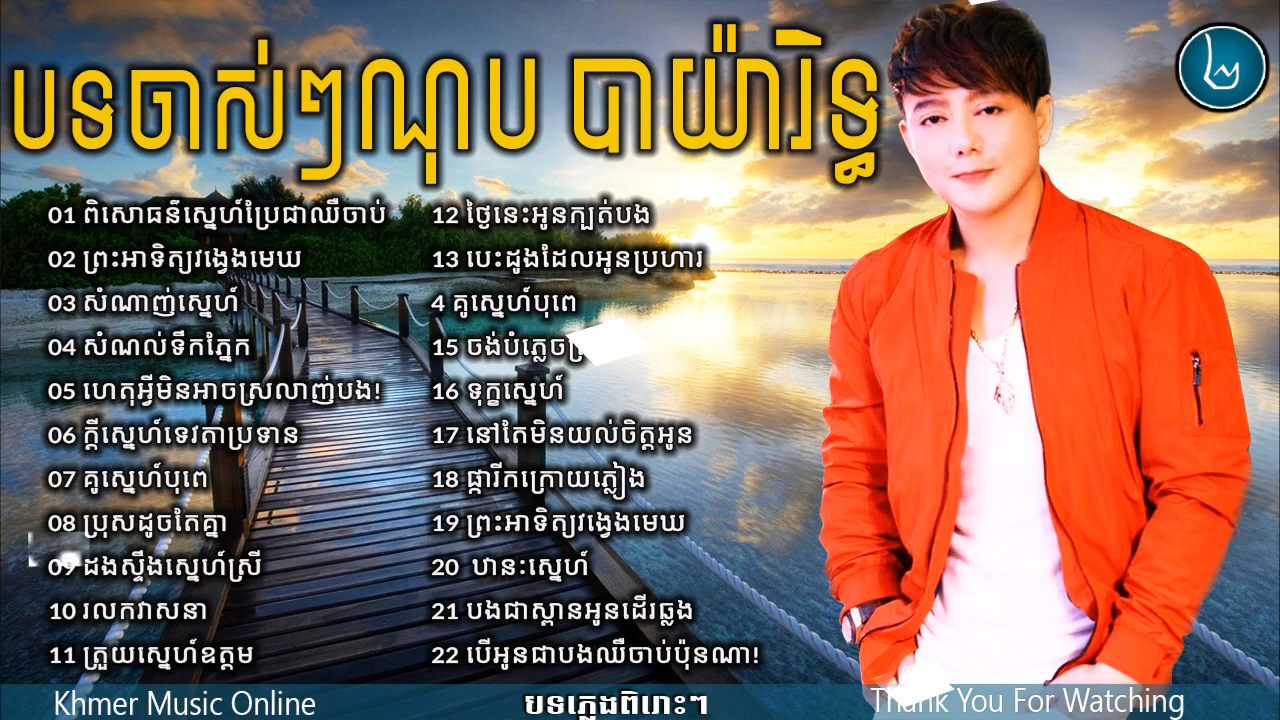 បទចាស់ៗណុប បាយ៉ារិទ្ធ
01 ពិសោធន៍ស្នេហ៍ប្រែជាឈឺចាប់
02 ព្រះអាទិត្យវង្វេងមេឃ
03 សំណាញ់ស្នេហ៍
04 សំណល់ទឹកភ្នែក
05 ហេតុអ្វីមិនអាចស្រលាញ់បង!
06 ក្ដីស្នេហ៍ទេវតាប្រទាន
07 គូស្នេហ៍បុពេ
08 ប្រុសដូចតែគ្នា
09 ដងស្ទឹងស្នេហ៍ស្រី
10 រលកវាសនា
11 ត្រួយស្នេហ៍ឧត្តម
12 ថ្ងៃនេះអូនក្បត់បង
13 បេះដូងដែលអូនប្រហារ
4 គូស្នេហ៍បុពេ
15 ចង់បំភ្លេច
16 ទុក្ខស្នេហ៍
17 នៅតែមិនយល់ចិត្តអូន
18 ផ្ការីកក្រោយភ្លៀង
19 ព្រះអាទិត្យវង្វេងមេឃ
20 ឋានៈស្នេហ៍
21 បងជាស្ពានអូនដើរឆ្លង
22 បើអូនជាបងឈឺចាប់ប៉ុនណា!
Khmer Music Online
បទភ្លេងពិរោះៗ
Thank You For Watching